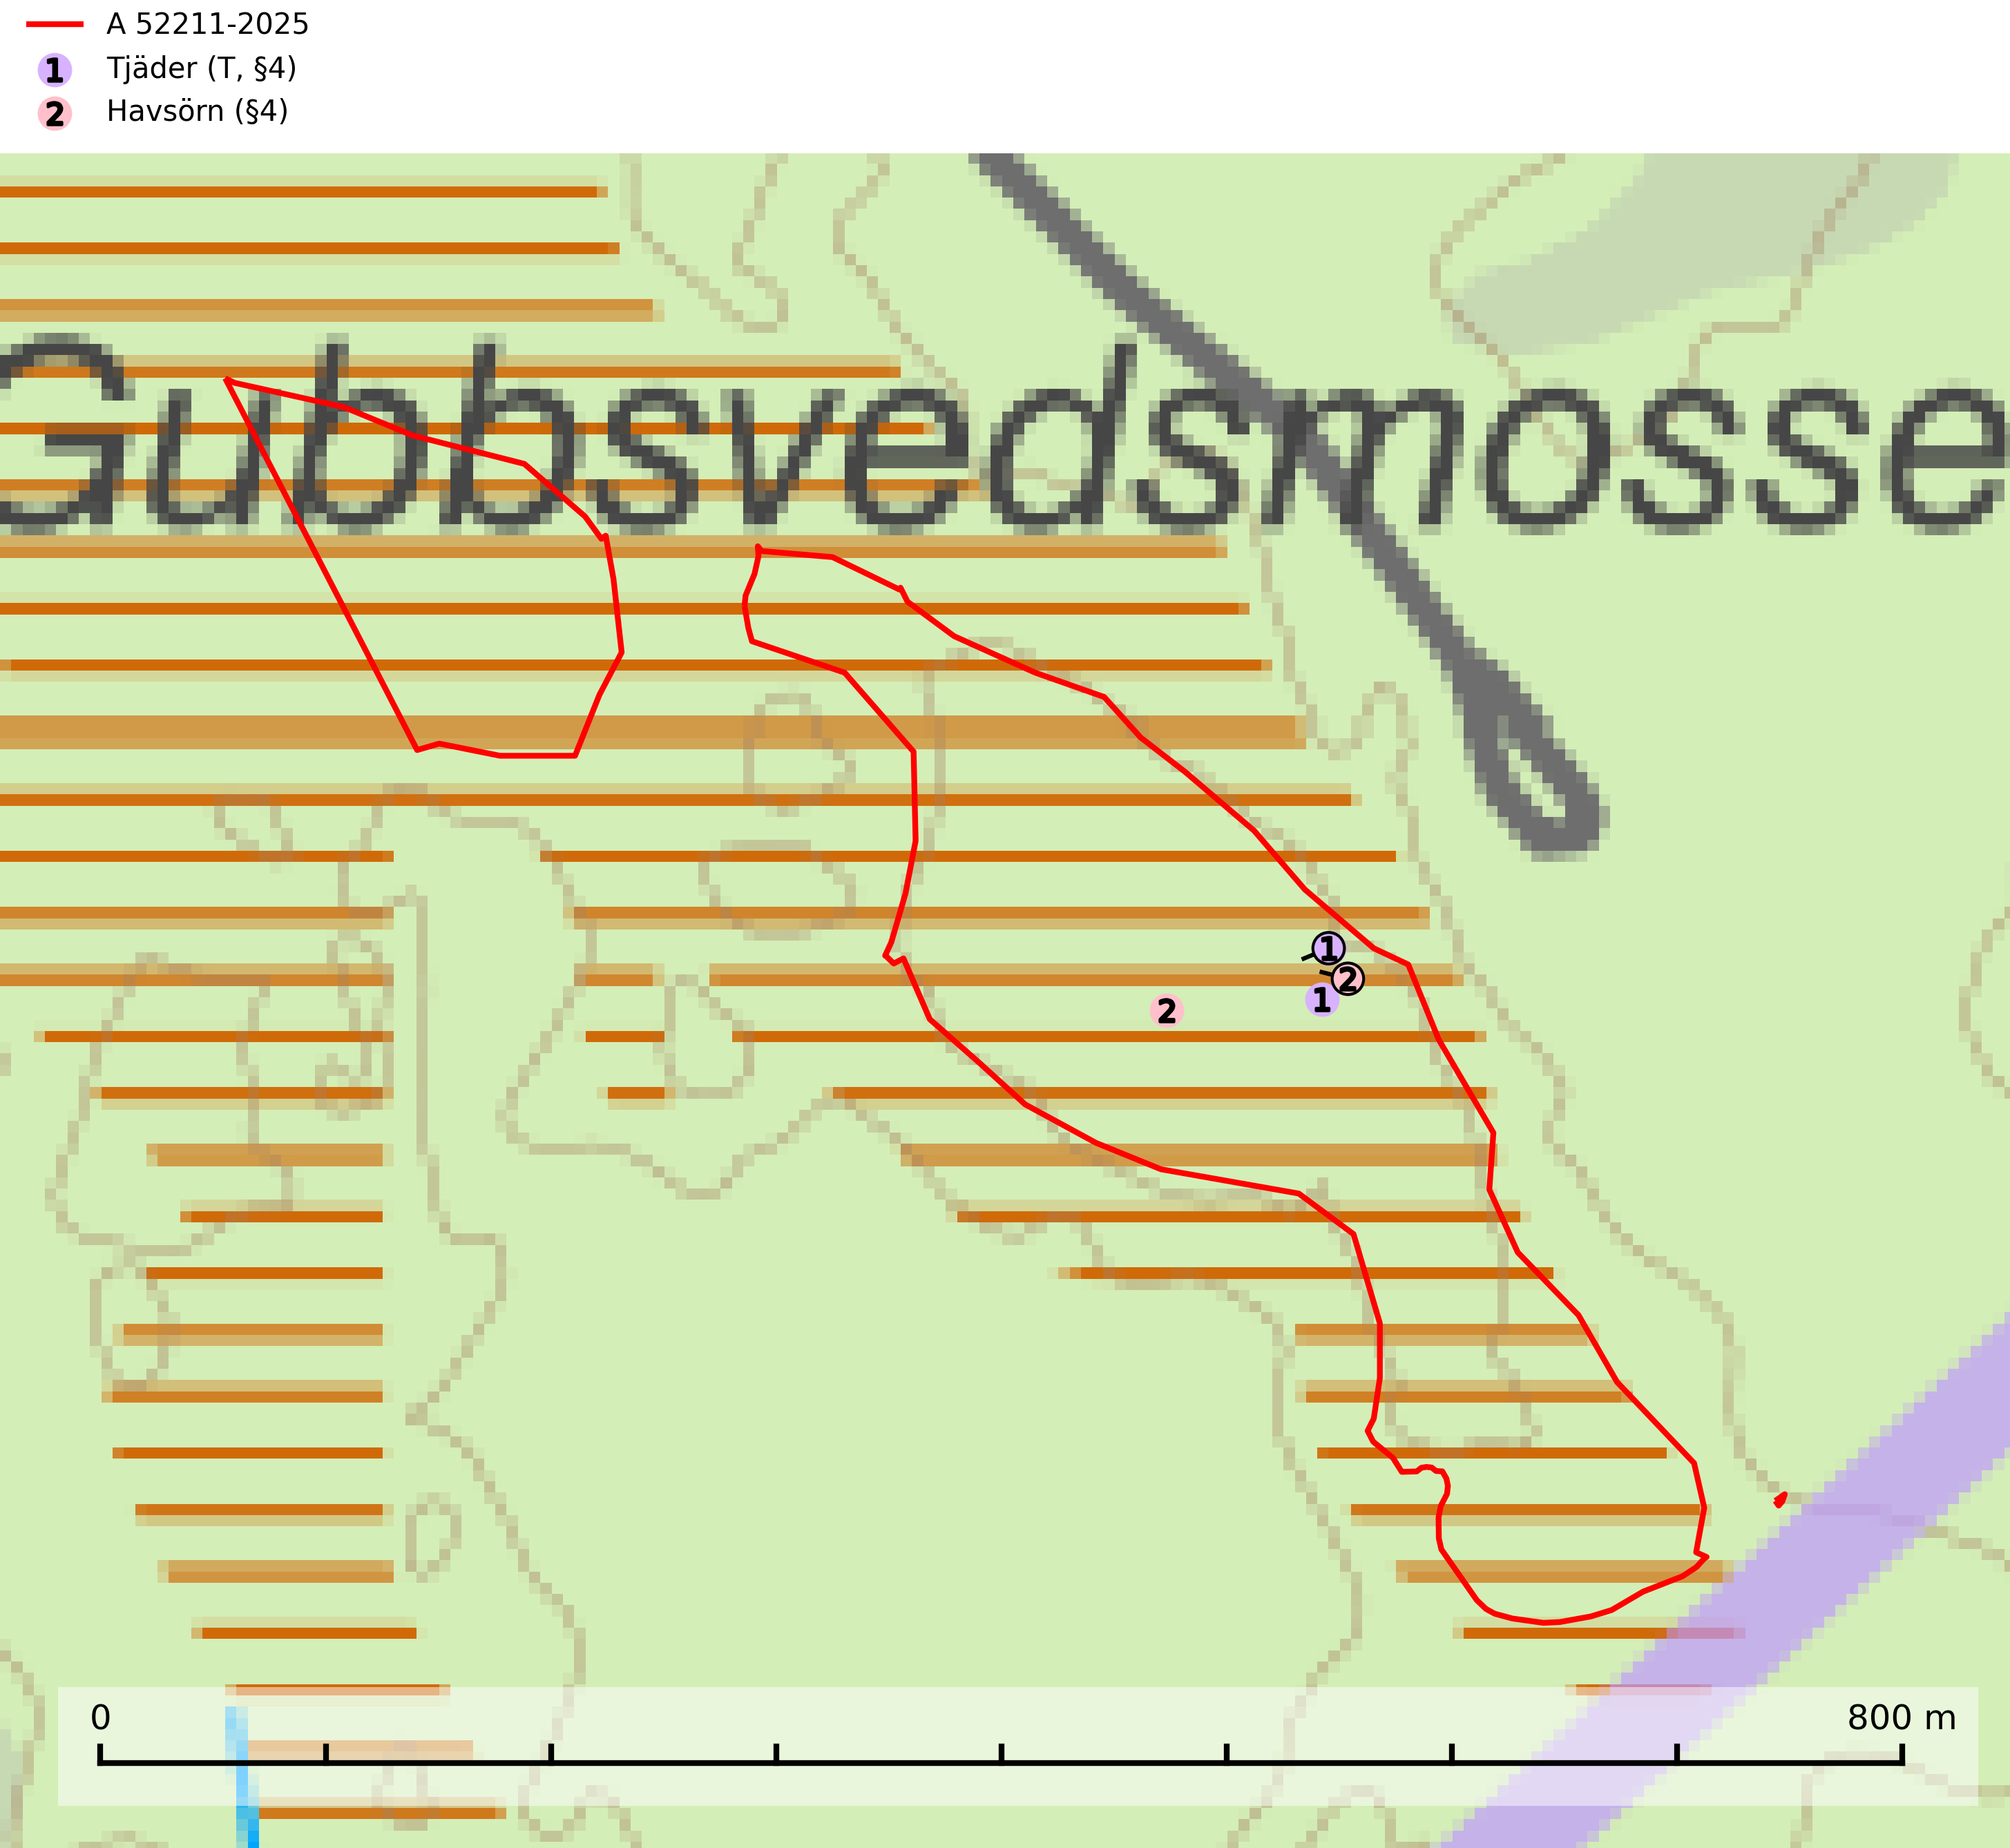 A 52211-2025
1 Tjäder (T, §4)
2 Havsörn (§4)
Gubbsvedsmosse
1
2
1
2
0 800 m